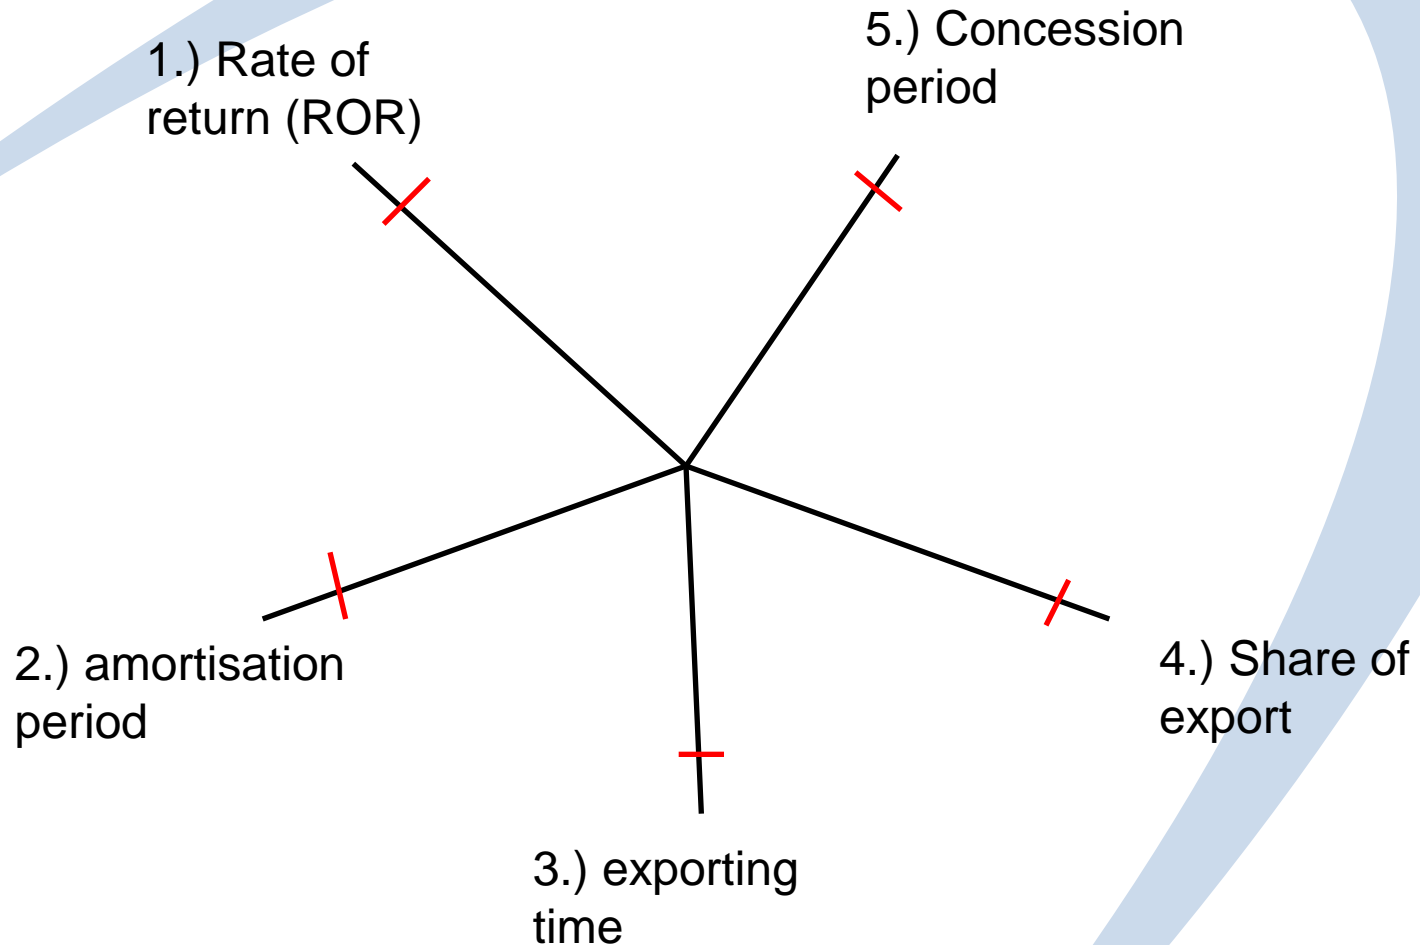 1.) Rate of
return (ROR)
5.) Concession
period
2.) amortisation
period
4.) Share of
export
3.) exporting
time